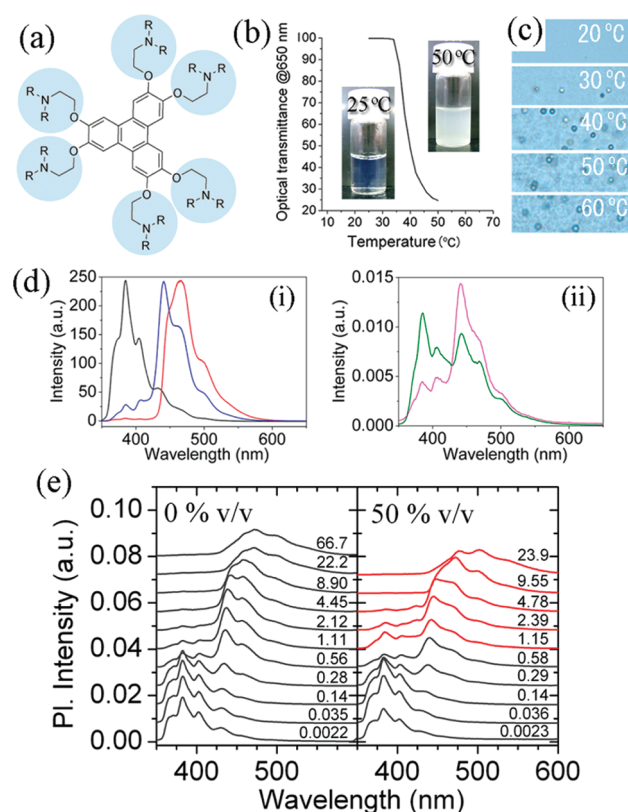 (a)
R
N
R
R
N
R
R
N
R
R
N
R
R
N
R
R
N
R
O
O
O
O
O
O
(b)
Optical transmittance @650 nm
100
90
80
70
60
50
40
30
20
10 20 30 40 50 60 70
Temperature (°C)
25 °C
50 °C
(c)
20 °C
30 °C
40 °C
50 °C
60 °C
(d)
(i)
Intensity (a.u.)
250
200
150
100
50
0
400 500 600
Wavelength (nm)
(ii)
Intensity (a.u.)
0.015
0.010
0.005
0.000
400 500 600
Wavelength (nm)
(e)
Pl. Intensity (a.u.)
0.10
0.08
0.06
0.04
0.02
0.00
0 % v/v
66.7
22.2
8.90
4.45
2.12
1.11
0.56
0.28
0.14
0.035
0.0022
50 % v/v
23.9
9.55
4.78
2.39
1.15
0.58
0.29
0.14
0.036
0.0023
400 500 400 500 600
Wavelength (nm)